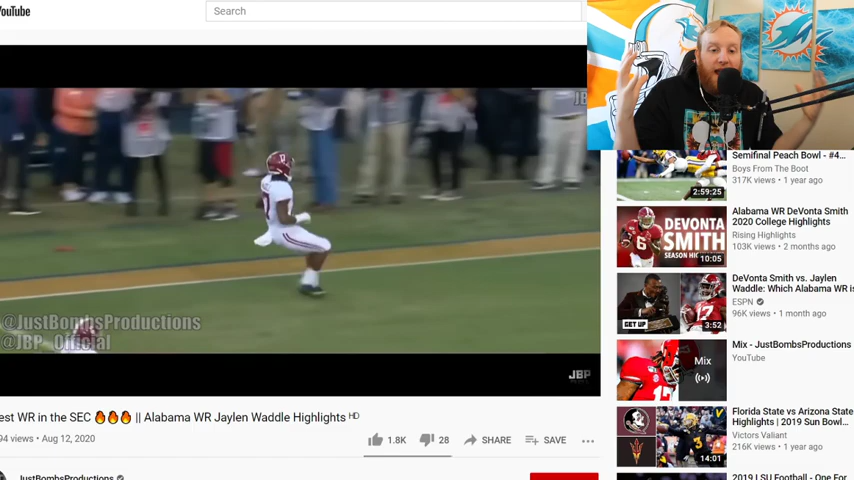 YouTube
Search
JBP
@JustBombsProductions
@JBP_Official
JBP
est WR in the SEC 🔥🔥🔥 || Alabama WR Jaylen Waddle Highlights HD
94 views • Aug 12, 2020
1.8K
28
SHARE
SAVE
JustBombsProductions
Semifinal Peach Bowl - #4...
Boys From The Boot
317K views • 1 year ago
2:59:25
Alabama WR DeVonta Smith
2020 College Highlights
Rising Highlights
103K views • 2 months ago
DEVONTA
SMITH
10:05
DeVonta Smith vs. Jaylen
Waddle: Which Alabama WR is
ESPN
96K views • 1 month ago
GET UP
3:52
Mix - JustBombsProductions
YouTube
Mix
Florida State vs Arizona State
Highlights | 2019 Sun Bowl...
Victors Valiant
216K views • 1 year ago
14:01
2019 LSU Football - One For